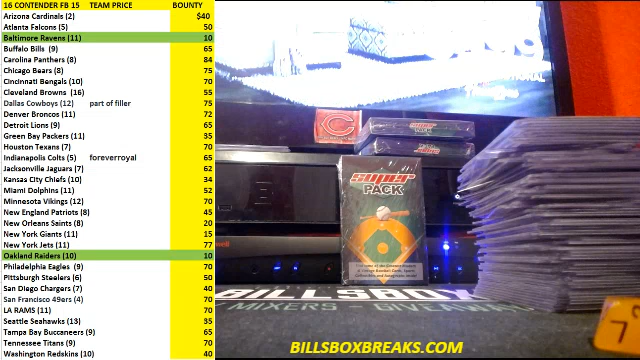 16 CONTENDER FB 15 TEAM PRICE BOUNTY
Arizona Cardinals (2) $40
Atlanta Falcons (5) 50
Baltimore Ravens (11) 10
Buffalo Bills (9) 65
Carolina Panthers (8) 84
Chicago Bears (8) 75
Cincinnati Bengals (10) 70
Cleveland Browns (16) 55
Dallas Cowboys (12) part of filler 75
Denver Broncos (11) 72
Detroit Lions (9) 65
Green Bay Packers (11) 35
Houston Texans (7) 70
Indianapolis Colts (5) foreverroyal 65
Jacksonville Jaguars (7) 62
Kansas City Chiefs (10) 34
Miami Dolphins (11) 52
Minnesota Vikings (12) 70
New England Patriots (8) 45
New Orleans Saints (8) 20
New York Giants (11) 15
New York Jets (11) 77
Oakland Raiders (10) 10
Philadelphia Eagles (9) 70
Pittsburgh Steelers (6) 50
San Diego Chargers (7) 40
San Francisco 49ers (4) 70
LA RAMS (11) 70
Seattle Seahawks (13) 35
Tampa Bay Buccaneers (9) 65
Tennessee Titans (9) 70
Washington Redskins (10) 40
super
PACK
BILLSBOX
MIXERS - GIVEAWAY
BILLSBOXBREAKS.COM